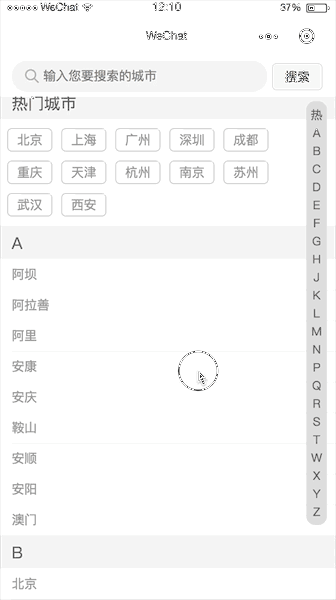 WeChat 12:10 37%
WeChat
输入您要搜索的城市 搜索
热门城市
北京 上海 广州 深圳 成都
重庆 天津 杭州 南京 苏州
武汉 西安
A
阿坝
阿拉善
阿里
安康
安庆
鞍山
安顺
安阳
澳门
B
北京
热
A
B
C
D
E
F
G
H
J
K
L
M
N
P
Q
R
S
T
W
X
Y
Z